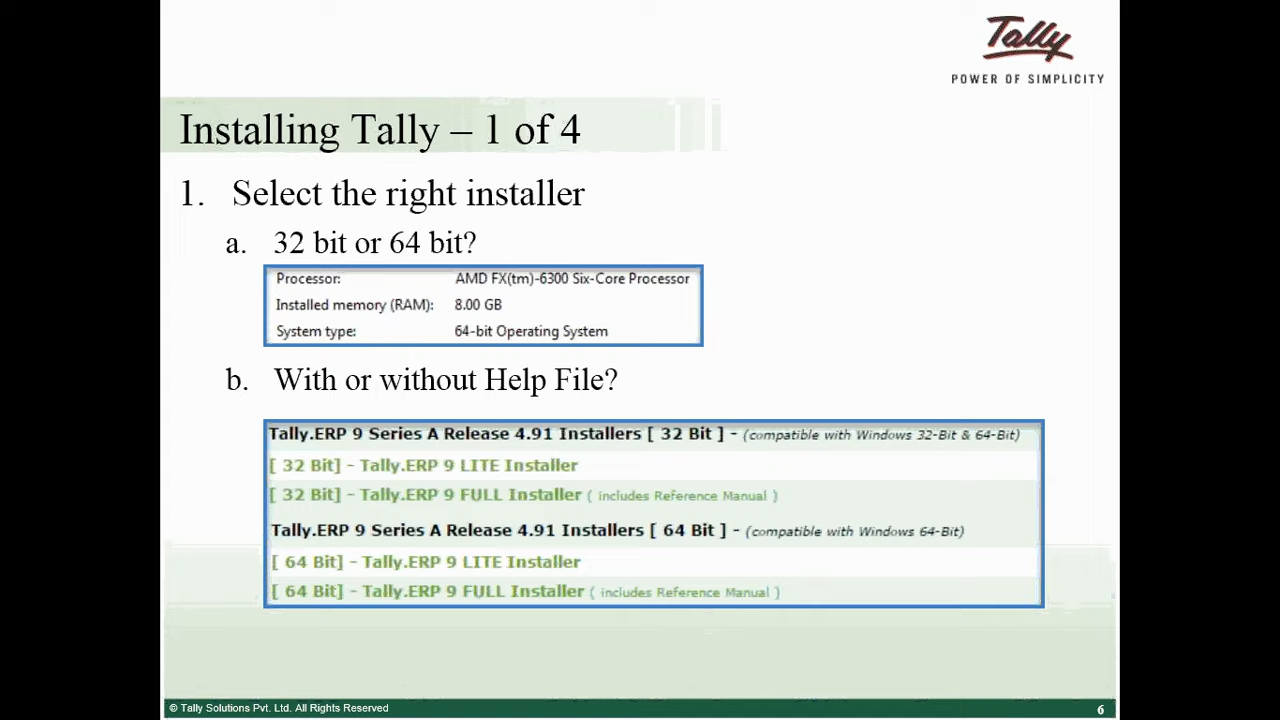 Tally
POWER OF SIMPLICITY
Installing Tally – 1 of 4
1. Select the right installer
a. 32 bit or 64 bit?
Processor: AMD FX(tm)-6300 Six-Core Processor
Installed memory (RAM): 8.00 GB
System type: 64-bit Operating System
b. With or without Help File?
Tally.ERP 9 Series A Release 4.91 Installers [ 32 Bit ] - (compatible with Windows 32-Bit & 64-Bit)
[ 32 Bit] - Tally.ERP 9 LITE Installer
[ 32 Bit] - Tally.ERP 9 FULL Installer ( includes Reference Manual )
Tally.ERP 9 Series A Release 4.91 Installers [ 64 Bit ] - (compatible with Windows 64-Bit)
[ 64 Bit] - Tally.ERP 9 LITE Installer
[ 64 Bit] - Tally.ERP 9 FULL Installer ( includes Reference Manual )
© Tally Solutions Pvt. Ltd. All Rights Reserved
6